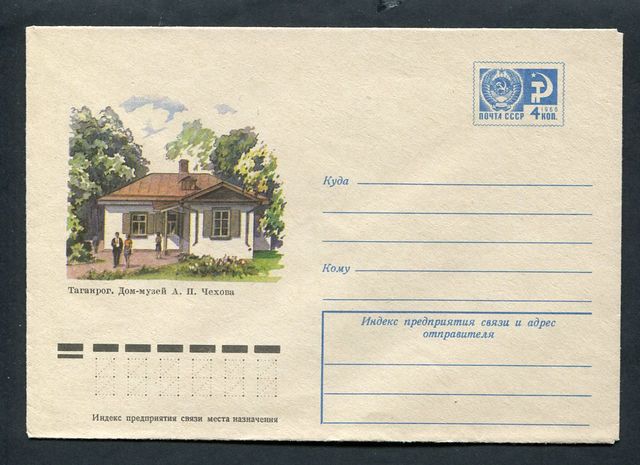 1966
ПОЧТА СССР 4 КОП.
Куда
Таганрог. Дом-музей А. П. Чехова
Кому
Индекс предприятия связи и адрес
отправителя
Индекс предприятия связи места назначения